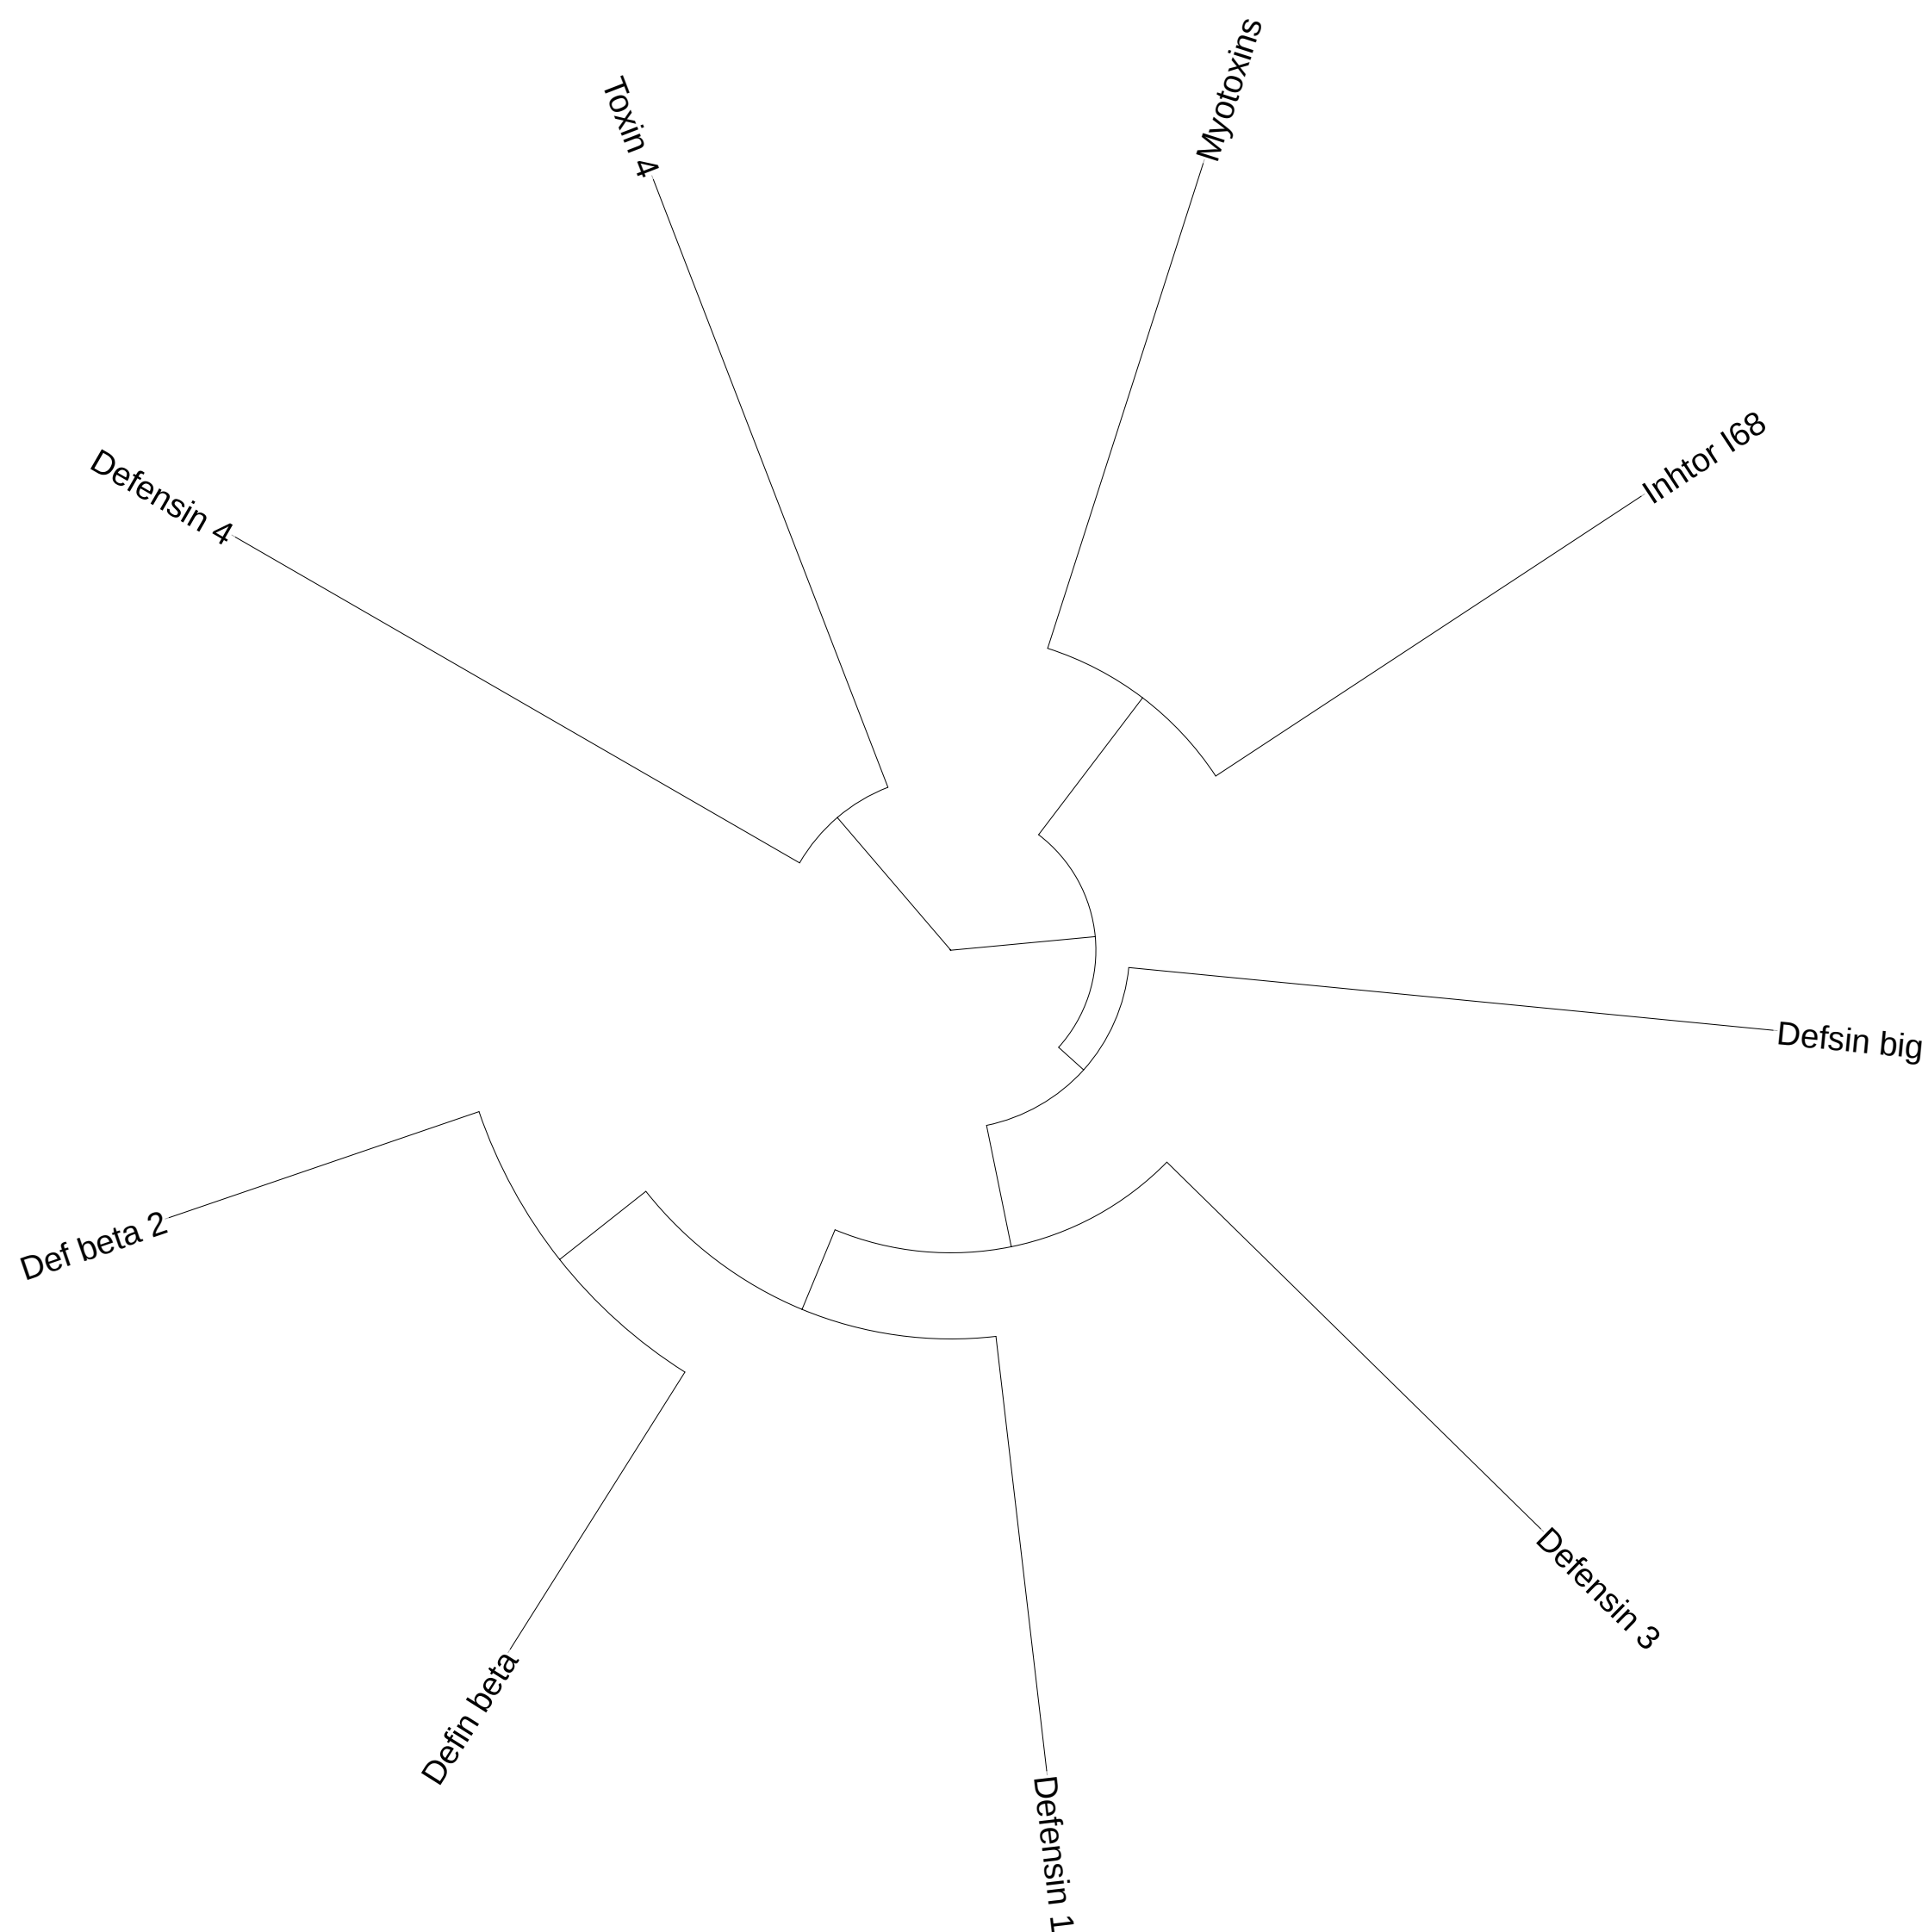 Myotoxins
Toxin 4
Inhtor I68
Defensin 4
Defsin big
Def beta 2
Defensin 3
Defin beta
Defensin 1